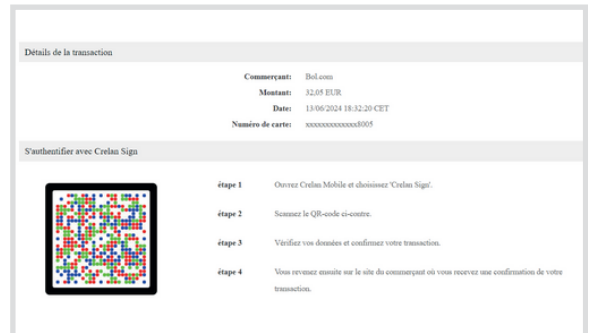 Détails de la transaction
Commerçant: Bol.com
Montant: 32,05 EUR
Date: 13/06/2024 18:32:20 CET
Numéro de carte: xxxxxxxxxxxxx8005
S'authentifier avec Crelan Sign
étape 1 Ouvrez Crelan Mobile et choisissez 'Crelan Sign'.
étape 2 Scannez le QR-code ci-contre.
étape 3 Vérifiez vos données et confirmez votre transaction.
étape 4 Vous revenez ensuite sur le site du commerçant où vous recevez une confirmation de votre
transaction.